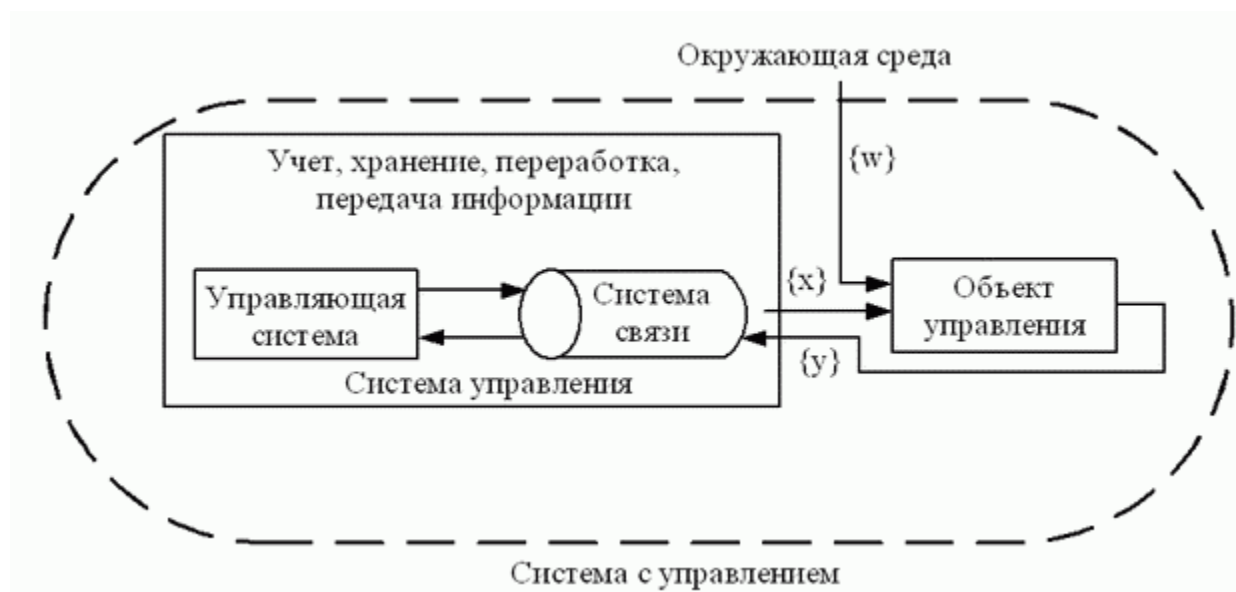 Окружающая среда
{w}
Учет, хранение, переработка,
передача информации
Управляющая
система
Система
связи
{x}
{y}
Объект
управления
Система управления
Система с управлением